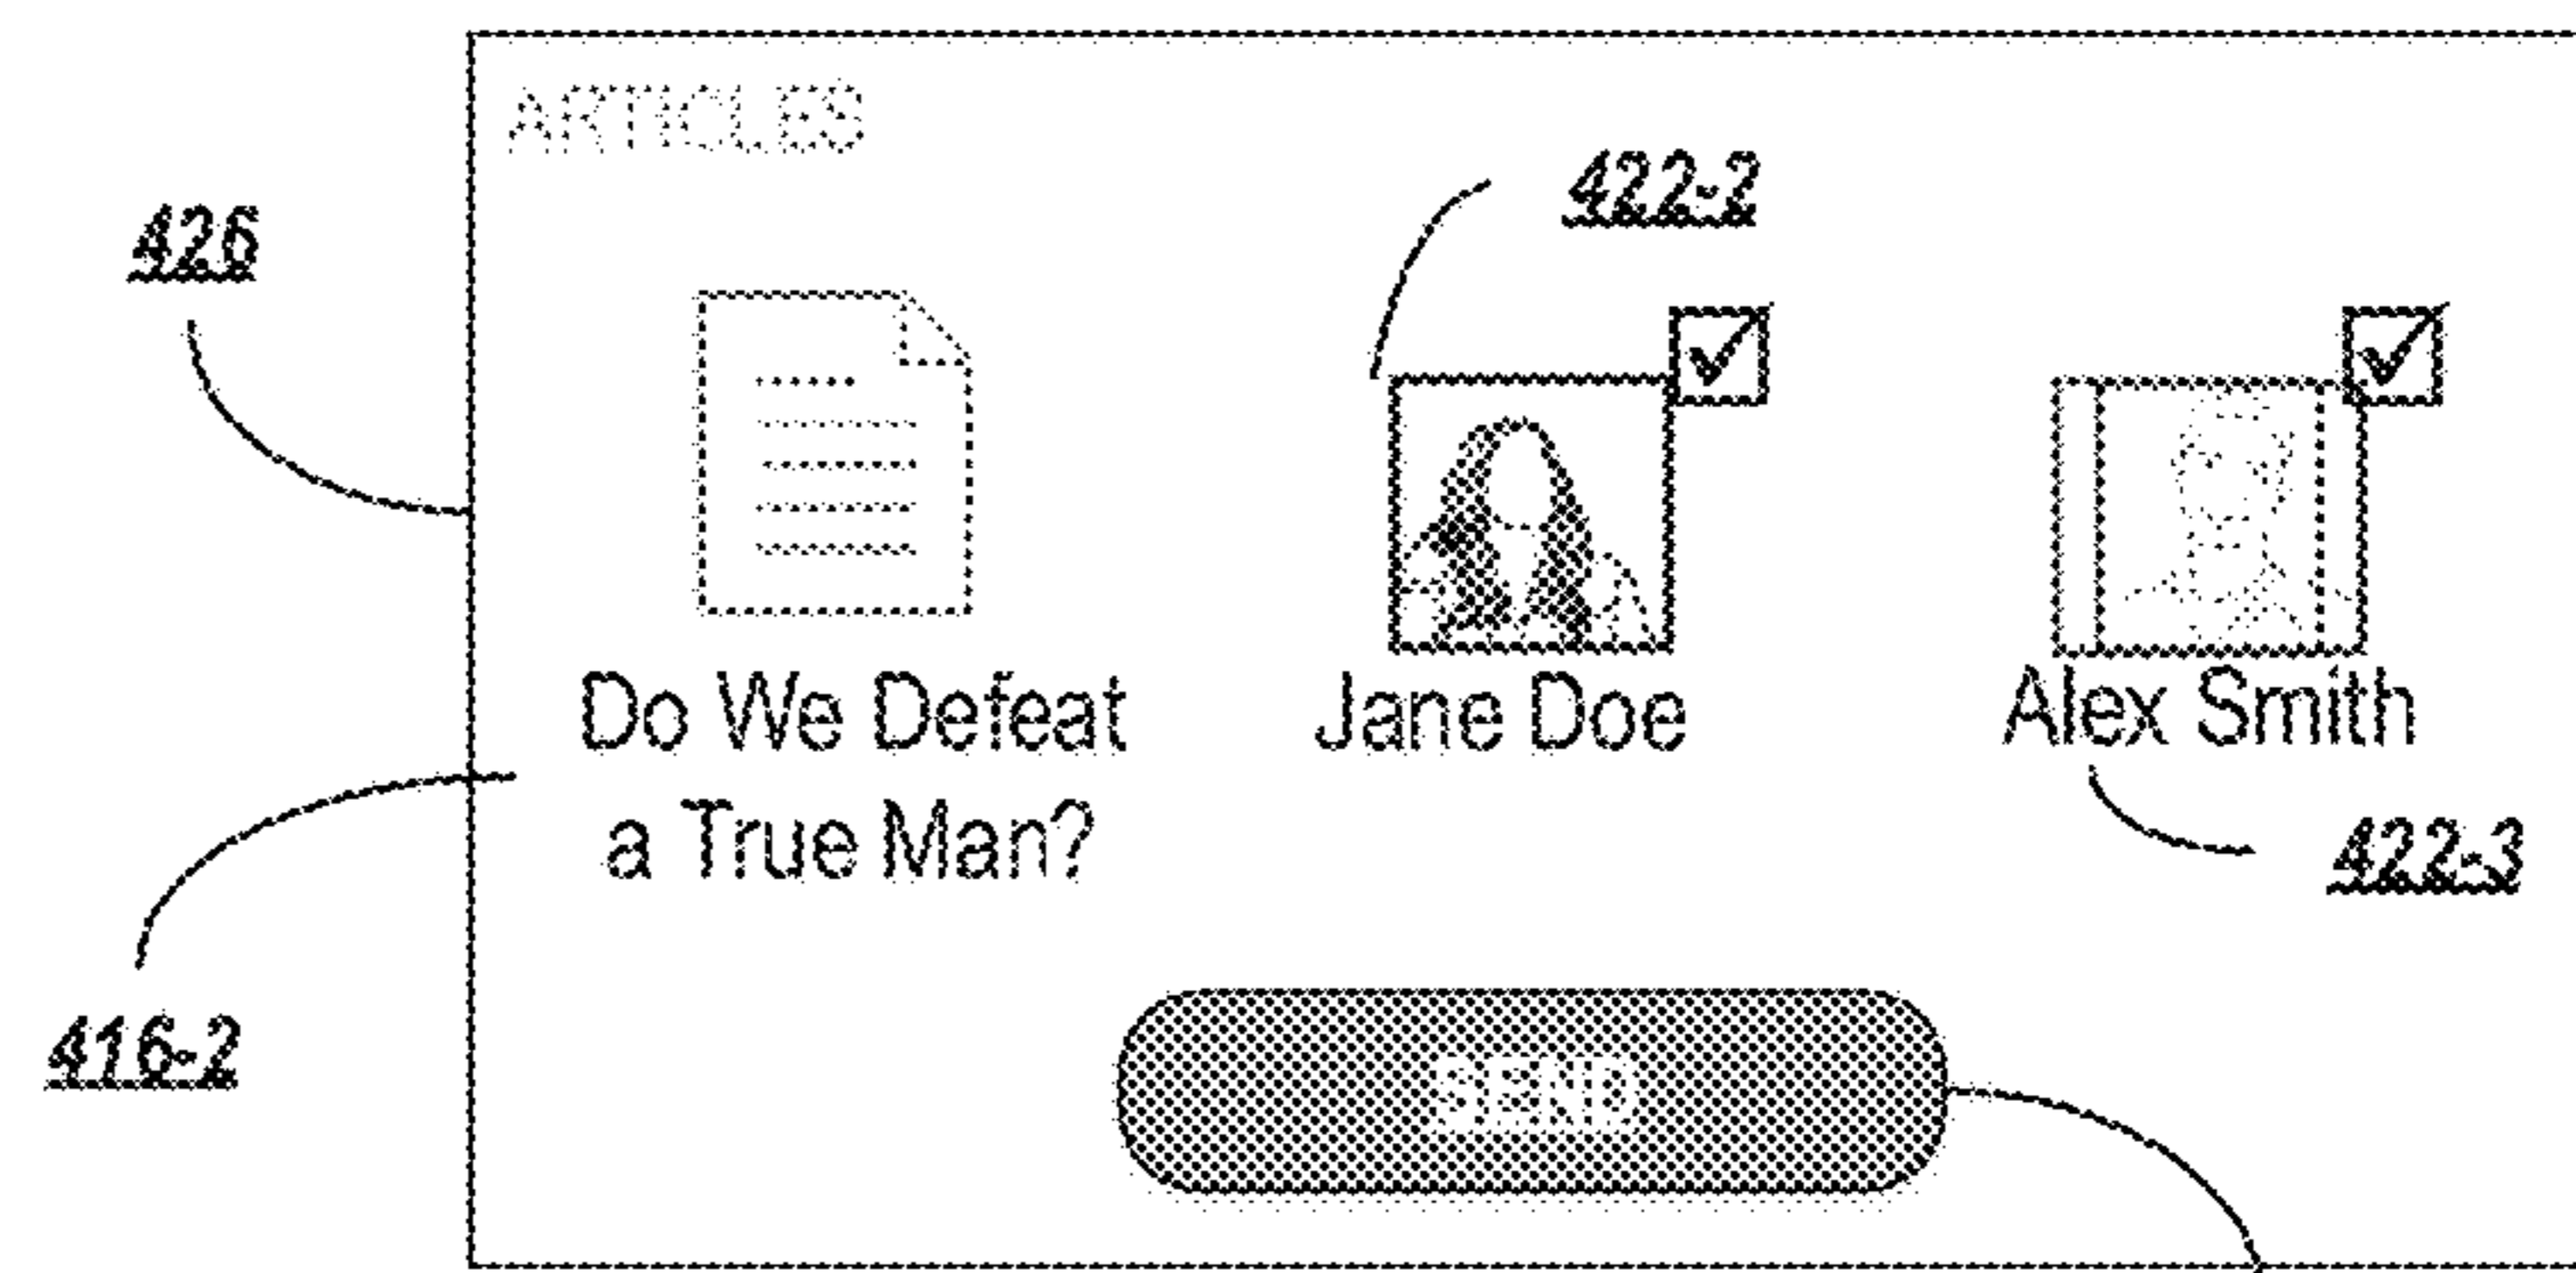 ARTICLES
422-2
426
Do We Defeat
a True Man?
Jane Doe
Alex Smith
422-3
416-2
SEND